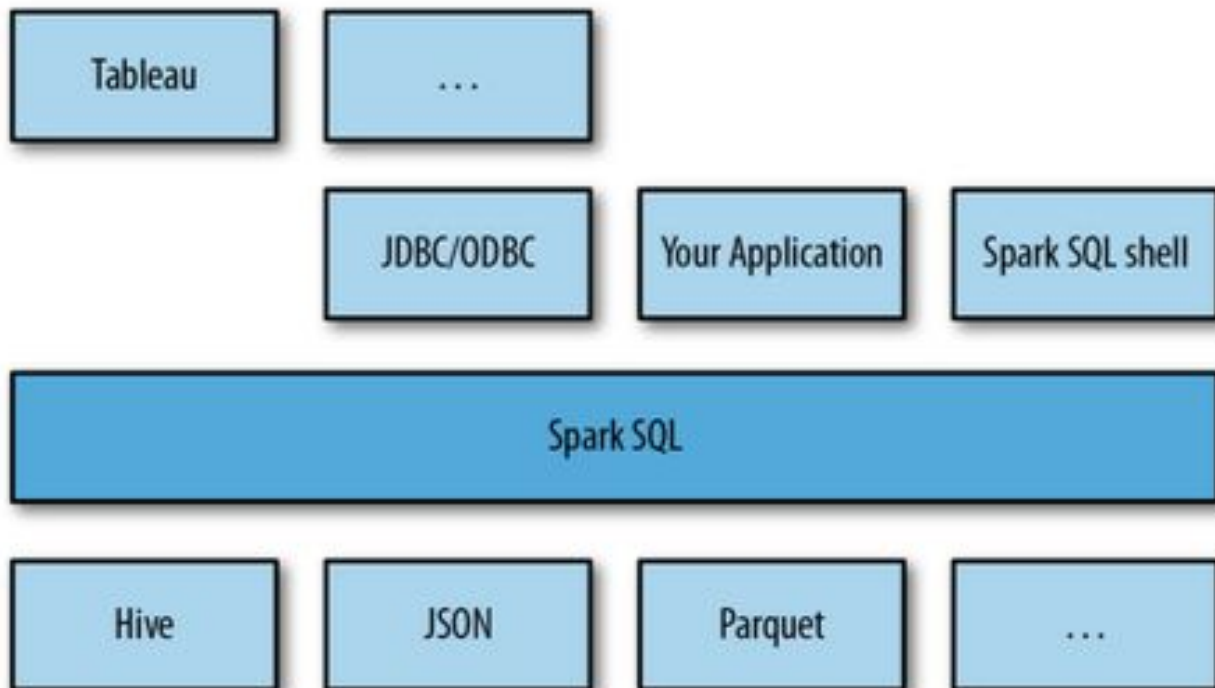 Tableau
...
JDBC/ODBC
Your Application
Spark SQL shell
Spark SQL
Hive
JSON
Parquet
...